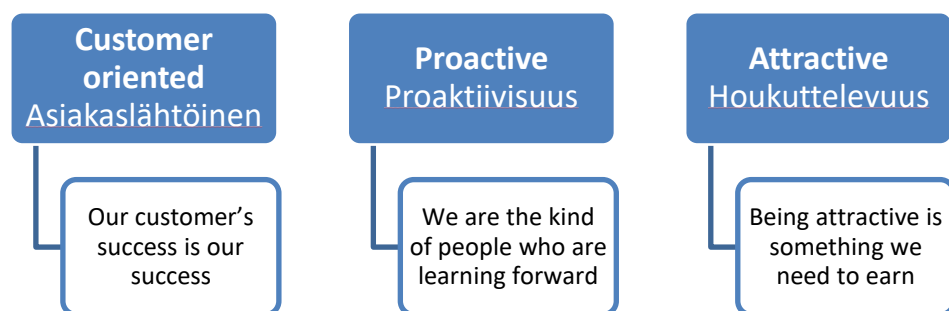 Customer
oriented
Asiakaslähtöinen
Our customer's
success is our
success
Proactive
Proaktiivisuus
We are the kind
of people who are
learning forward
Attractive
Houkuttelevuus
Being attractive is
something we
need to earn